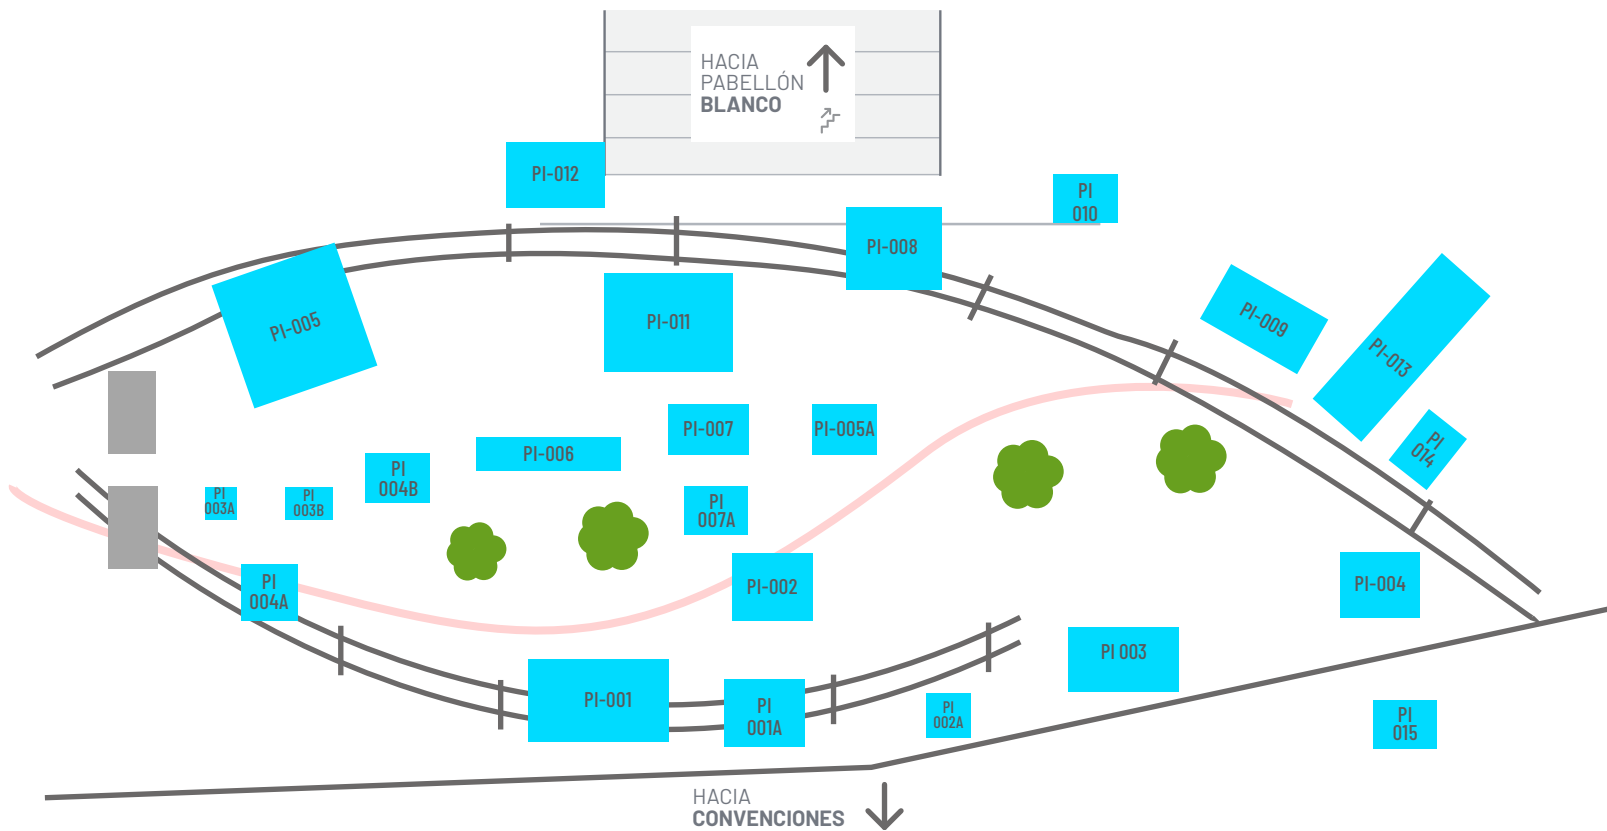 HACIA
PABELLÓN
BLANCO
PI-012
PI
010
PI-008
PI-005
PI-011
PI-009
PI-013
PI-007
PI-005A
PI-006
PI
014
PI
004B
PI
003A
PI
003B
PI
007A
PI
004A
PI-002
PI-004
PI 003
PI-001
PI
001A
PI
002A
PI
015
HACIA
CONVENCIONES